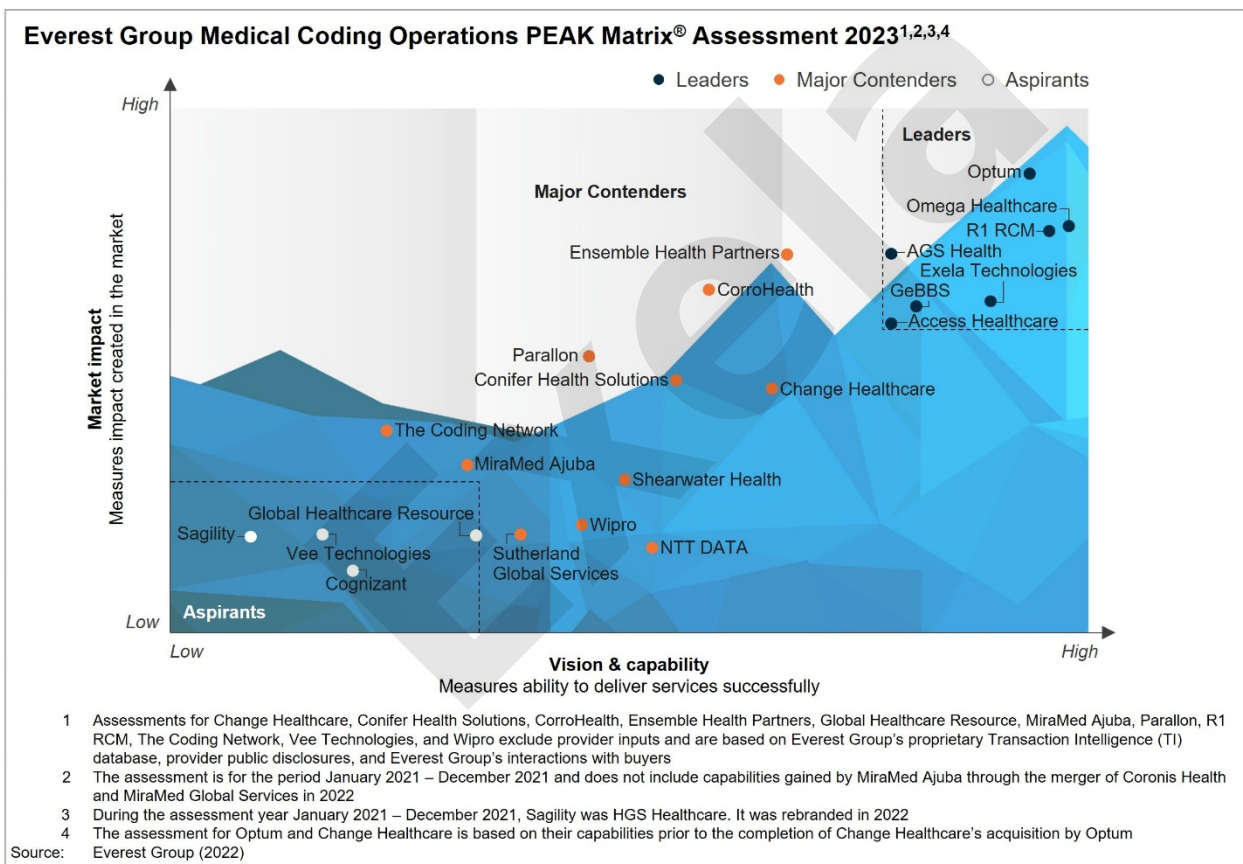 Everest Group Medical Coding Operations PEAK Matrix® Assessment 2023¹,²,³,⁴
Leaders
Major Contenders
Aspirants
High
Leaders
Optum
Major Contenders
Omega Healthcare
R1 RCM
Ensemble Health Partners
AGS Health
Exela Technologies
CorroHealth
GeBBS
Access Healthcare
Parallon
Conifer Health Solutions
Change Healthcare
Market impact
Measures impact created in the market
The Coding Network
MiraMed Ajuba
Shearwater Health
Global Healthcare Resource
Sagility
Wipro
Vee Technologies
Sutherland
Global Services
NTT DATA
Cognizant
Aspirants
Low
Low
High
Vision & capability
Measures ability to deliver services successfully
1 Assessments for Change Healthcare, Conifer Health Solutions, CorroHealth, Ensemble Health Partners, Global Healthcare Resource, MiraMed Ajuba, Parallon, R1
RCM, The Coding Network, Vee Technologies, and Wipro exclude provider inputs and are based on Everest Group's proprietary Transaction Intelligence (TI)
database, provider public disclosures, and Everest Group's interactions with buyers
2 The assessment is for the period January 2021 – December 2021 and does not include capabilities gained by MiraMed Ajuba through the merger of Coronis Health
and MiraMed Global Services in 2022
3 During the assessment year January 2021 – December 2021, Sagility was HGS Healthcare. It was rebranded in 2022
4 The assessment for Optum and Change Healthcare is based on their capabilities prior to the completion of Change Healthcare's acquisition by Optum
Source: Everest Group (2022)
Exela